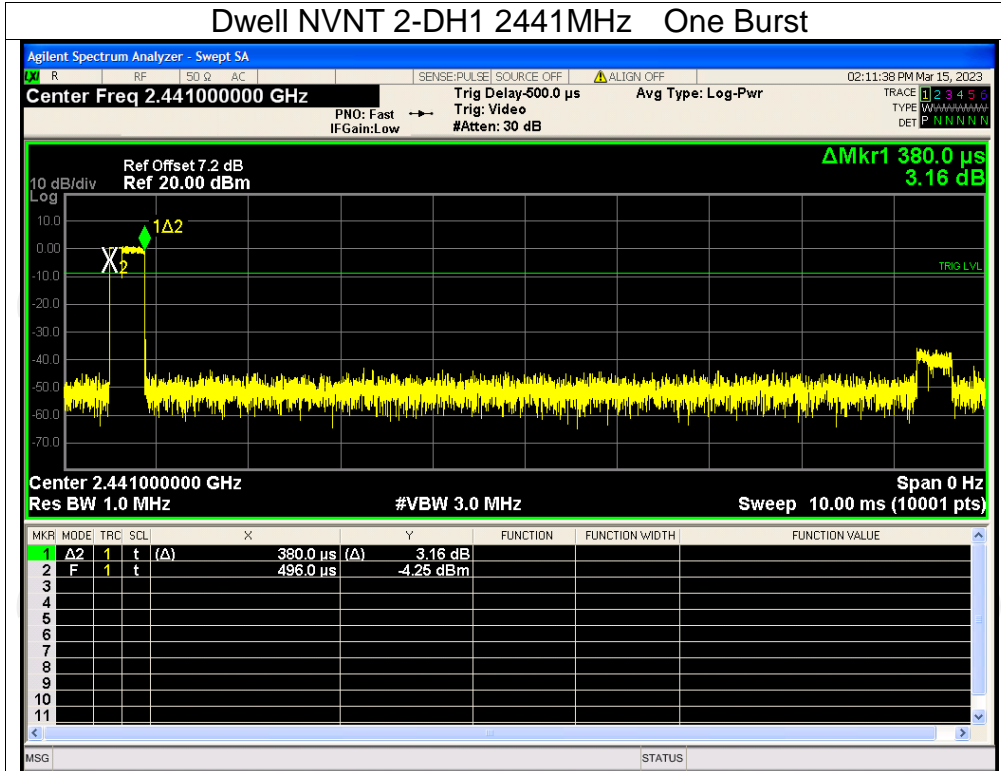 Dwell NVNT 2-DH1 2441MHz One Burst
Agilent Spectrum Analyzer - Swept SA
LXI R RF 50 Ω AC SENSE:PULSE SOURCE OFF ALIGN OFF 02:11:38 PM Mar 15, 2023
Center Freq 2.441000000 GHz
PNO: Fast
IFGain:Low
Trig Delay-500.0 µs
Trig: Video
#Atten: 30 dB
Avg Type: Log-Pwr
TRACE 1 2 3 4 5 6
TYPE WWWWWW
DET P N N N N N
ΔMkr1 380.0 µs
3.16 dB
Ref Offset 7.2 dB
10 dB/div Ref 20.00 dBm
Log
10.0
0.00
-10.0
-20.0
-30.0
-40.0
-50.0
-60.0
-70.0
1Δ2
2
TRIG LVL
Center 2.441000000 GHz Span 0 Hz
Res BW 1.0 MHz #VBW 3.0 MHz Sweep 10.00 ms (10001 pts)
MKR MODE TRC SCL X Y FUNCTION FUNCTION WIDTH FUNCTION VALUE
1 Δ2 1 t (Δ) 380.0 µs (Δ) 3.16 dB
2 F 1 t 496.0 µs -4.25 dBm
3
4
5
6
7
8
9
10
11
MSG STATUS